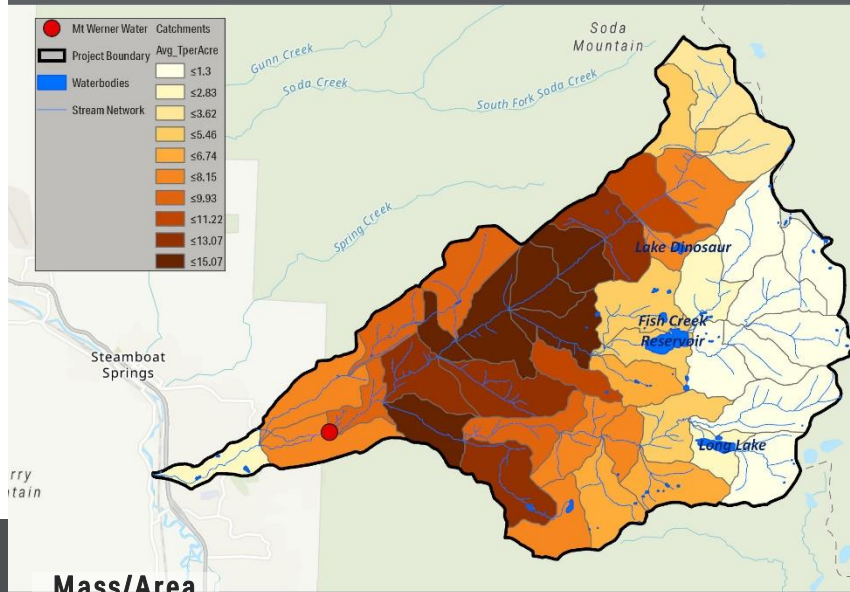 Mt Werner Water
Project Boundary
Waterbodies
Stream Network
Catchments
Avg_TperAcre
≤1.3
≤2.83
≤3.62
≤5.46
≤6.74
≤8.15
≤9.93
≤11.22
≤13.07
≤15.07
Soda
Mountain
Gunn Creek
Soda Creek
South Fork Soda Creek
Spring Creek
Lake Dinosaur
Fish Creek
Reservoir
Steamboat
Springs
Long Lake
rry
tain
Mass/Area